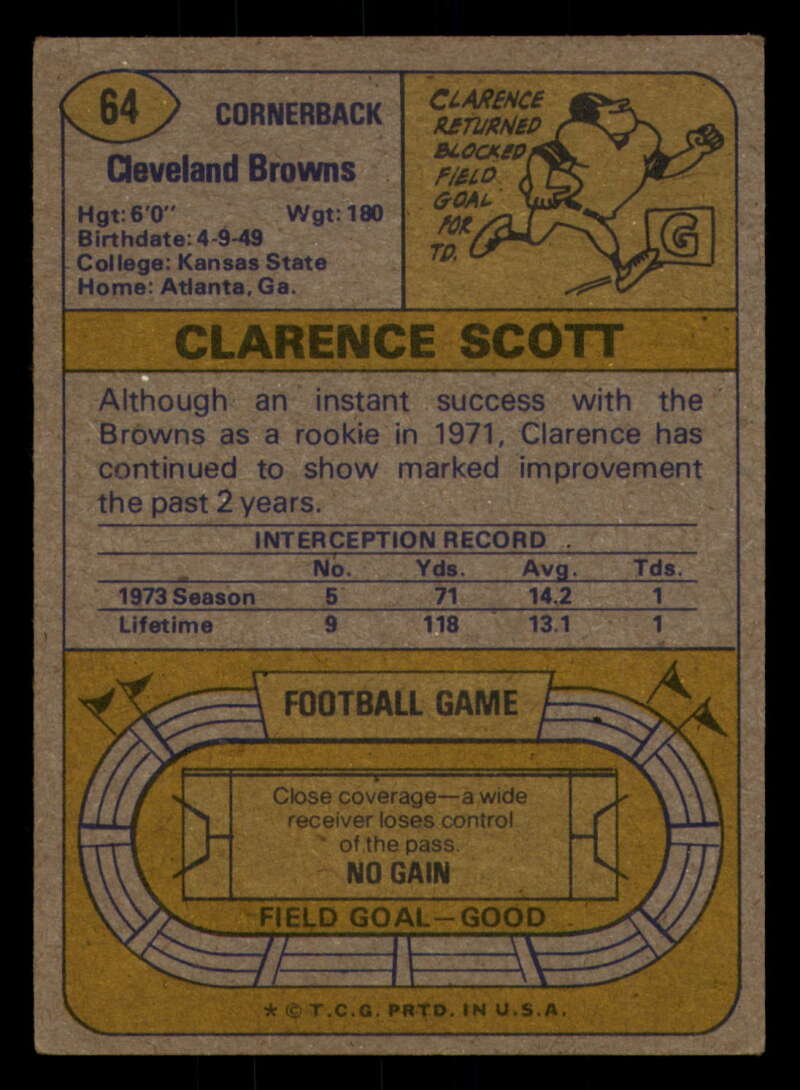 64
CORNERBACK
Cleveland Browns
Hgt: 6'0" Wgt: 180
Birthdate: 4-9-49
College: Kansas State
Home: Atlanta, Ga.
CLARENCE
RETURNED
BLOCKED
FIELD
GOAL
FOR
TD.
G
CLARENCE SCOTT
Although an instant success with the
Browns as a rookie in 1971, Clarence has
continued to show marked improvement
the past 2 years.
INTERCEPTION RECORD
No. Yds. Avg. Tds.
1973 Season 5 71 14.2 1
Lifetime 9 118 13.1 1
FOOTBALL GAME
Close coverage—a wide
receiver loses control
of the pass.
NO GAIN
FIELD GOAL—GOOD
* © T.C.G. PRTD. IN U.S.A.